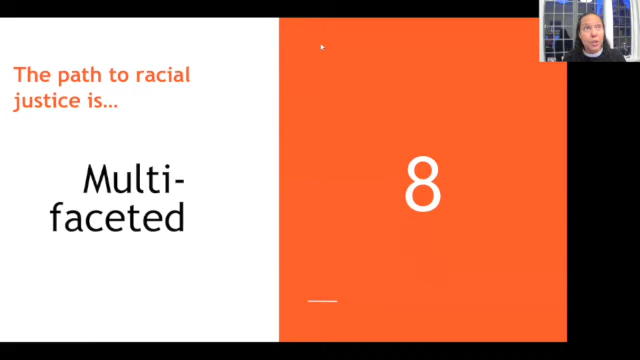 The path to racial
justice is…
Multi-
faceted
8